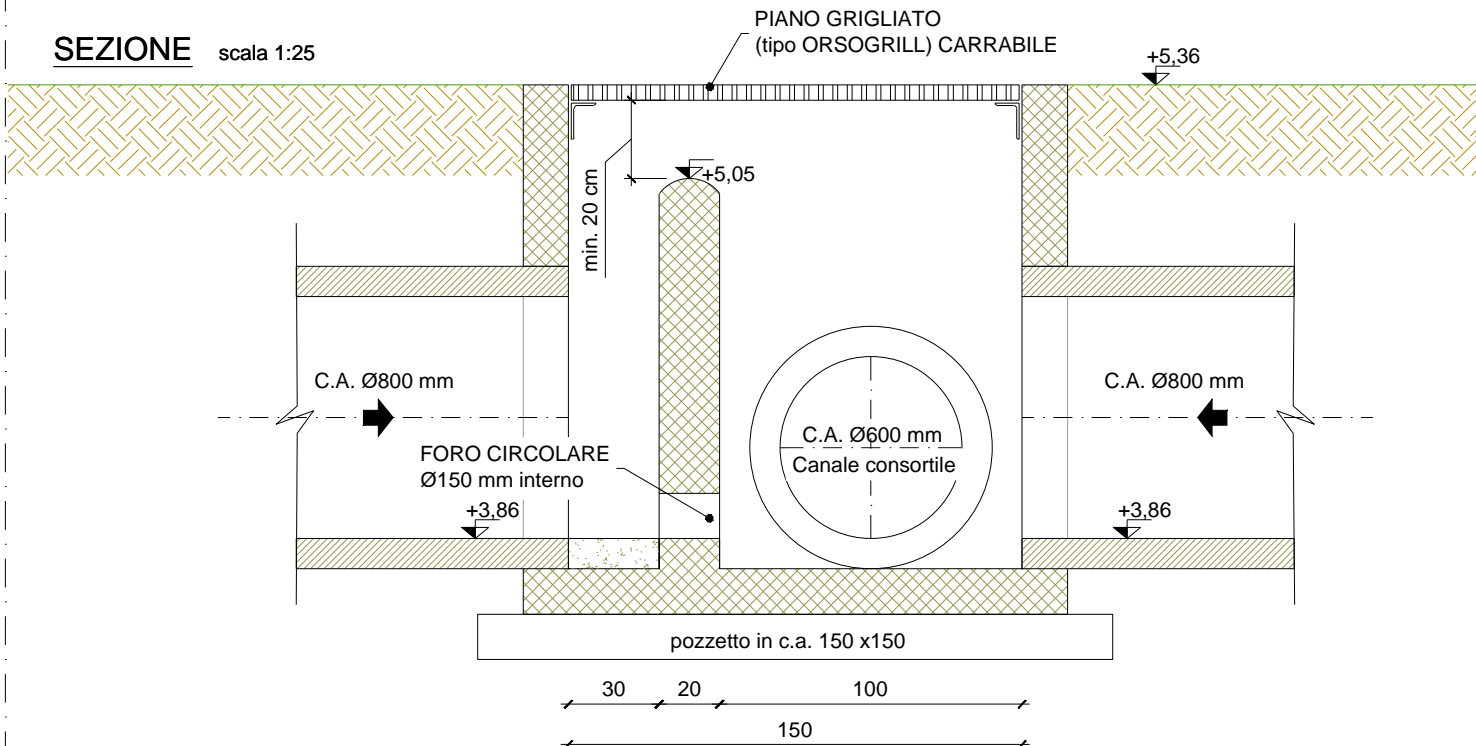 SEZIONE scala 1:25
PIANO GRIGLIATO
(tipo ORSOGRILL) CARRABILE
+5,36
+5,05
min. 20 cm
C.A. Ø800 mm
C.A. Ø800 mm
C.A. Ø600 mm
Canale consortile
FORO CIRCOLARE
Ø150 mm interno
+3,86
+3,86
pozzetto in c.a. 150 x150
30 20 100
150